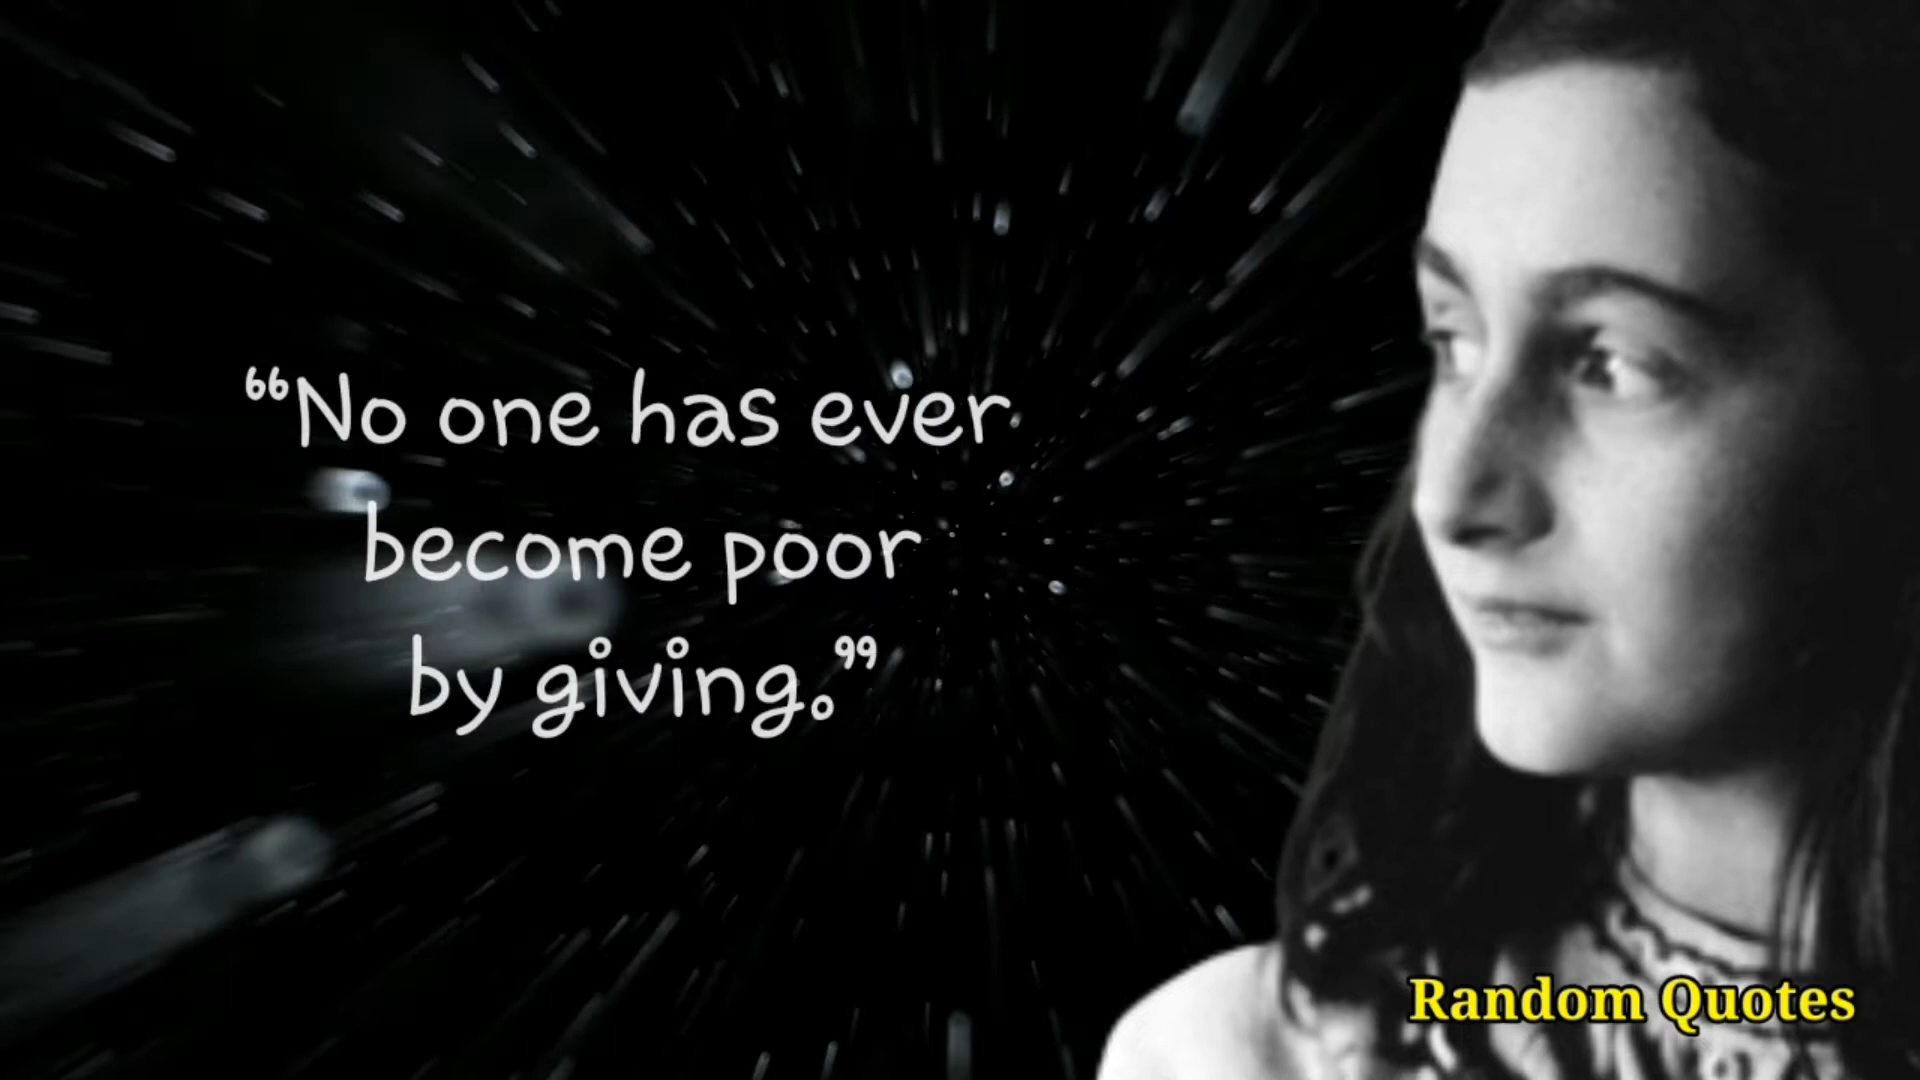 “No one has ever
become poor
by giving.”
Random Quotes